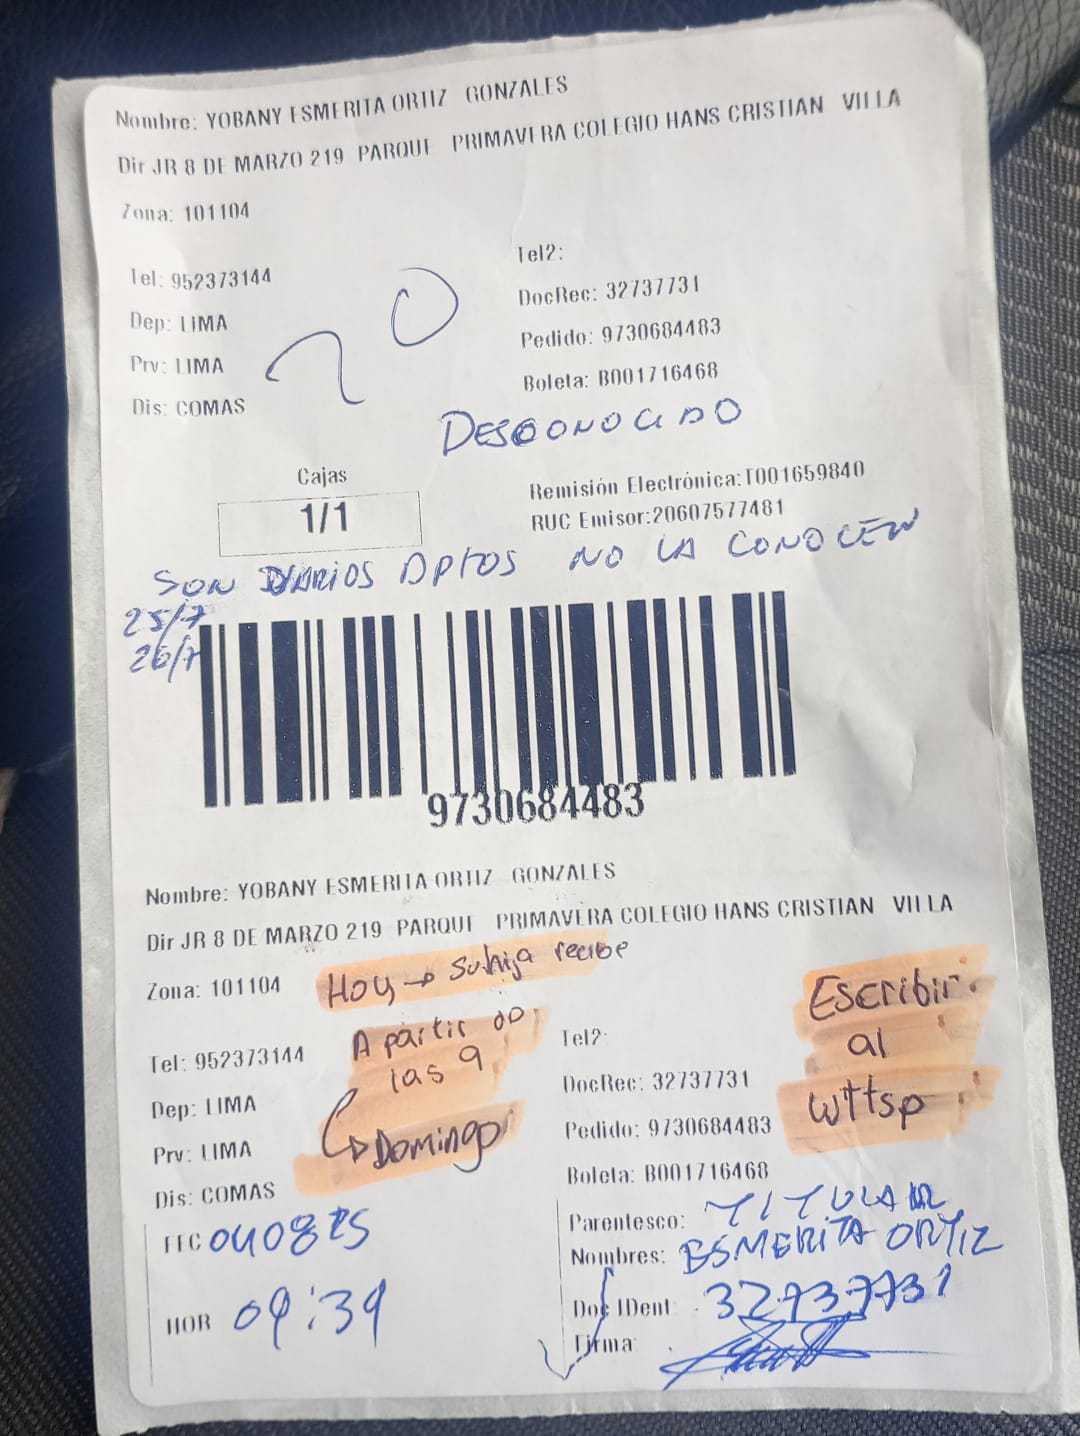 Nombre: YOBANY ESMERITA ORTIZ GONZALES
Dir JR 8 DE MARZO 219 PARQUE PRIMAVERA COLEGIO HANS CRISTIAN VILLA
Zona: 101104
Tel: 952373144
Tel2:
Dep: LIMA
DocRec: 32737731
Prv: LIMA
Pedido: 9730684483
Dis: COMAS
Boleta: B001716468
20
DESCONOCIDO
Cajas
1/1
Remisión Electrónica:T001659840
RUC Emisor:20607577481
SON VARIOS DPTOS NO LA CONOCEN
25/7
26/7
9730684483
Nombre: YOBANY ESMERITA ORTIZ GONZALES
Dir JR 8 DE MARZO 219 PARQUE PRIMAVERA COLEGIO HANS CRISTIAN VILLA
Zona: 101104
Hoy → Su hija recibe
A partir do
las 9
Domingo
Escribir
al
wttsp
Tel: 952373144
Tel2:
Dep: LIMA
DocRec: 32737731
Prv: LIMA
Pedido: 9730684483
Dis: COMAS
Boleta: B001716468
FEC 040825
Parentesco: TITULAR
Nombres: ESMERITA ORTIZ
HOR 09:39
Doc IDent: 32737731
Firma: